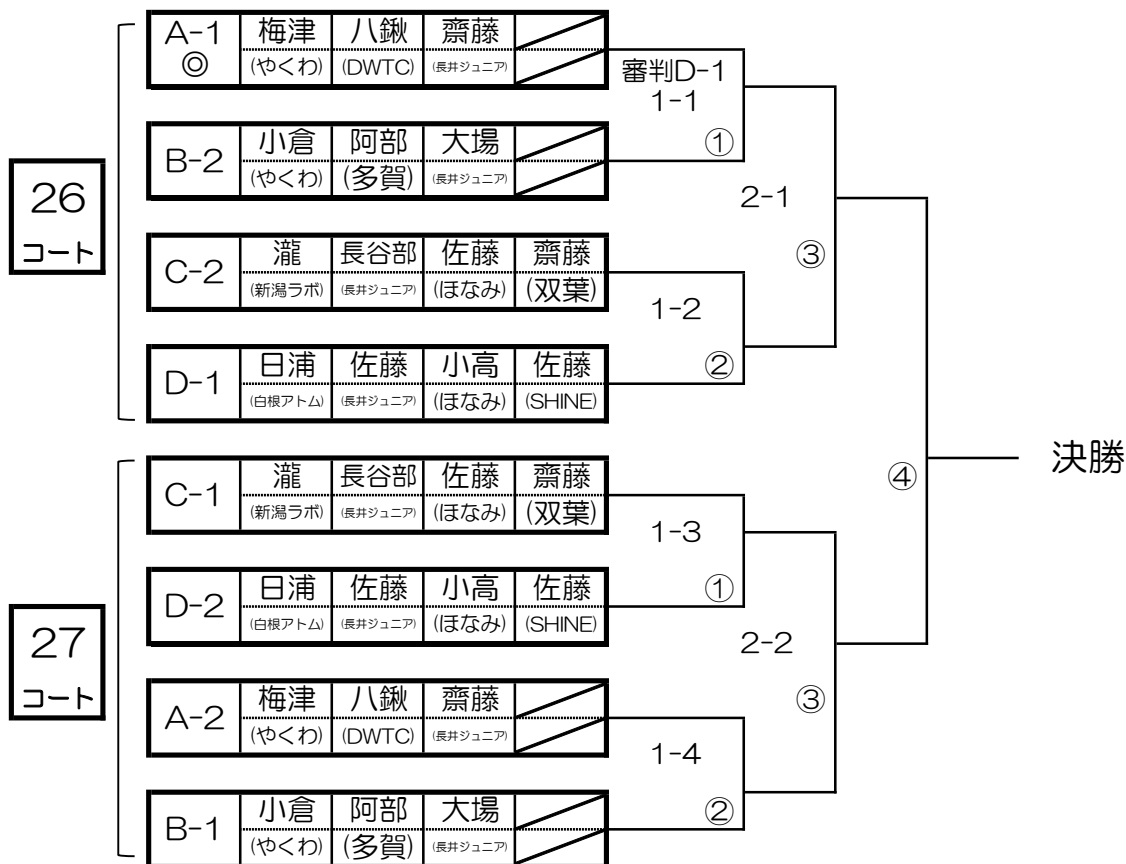 26
コート
A-1 梅津 八鍬 齋藤
◎ (やくわ) (DWTC) (長井ジュニア)
審判D-1
1-1
①
B-2 小倉 阿部 大場
(やくわ) (多賀) (長井ジュニア)
2-1
③
C-2 瀧 長谷部 佐藤 齋藤
(新潟ラボ) (長井ジュニア) (ほなみ) (双葉)
1-2
②
D-1 日浦 佐藤 小高 佐藤
(白根アトム) (長井ジュニア) (ほなみ) (SHINE)
④
決勝
27
コート
C-1 瀧 長谷部 佐藤 齋藤
(新潟ラボ) (長井ジュニア) (ほなみ) (双葉)
1-3
①
D-2 日浦 佐藤 小高 佐藤
(白根アトム) (長井ジュニア) (ほなみ) (SHINE)
2-2
③
A-2 梅津 八鍬 齋藤
(やくわ) (DWTC) (長井ジュニア)
1-4
②
B-1 小倉 阿部 大場
(やくわ) (多賀) (長井ジュニア)